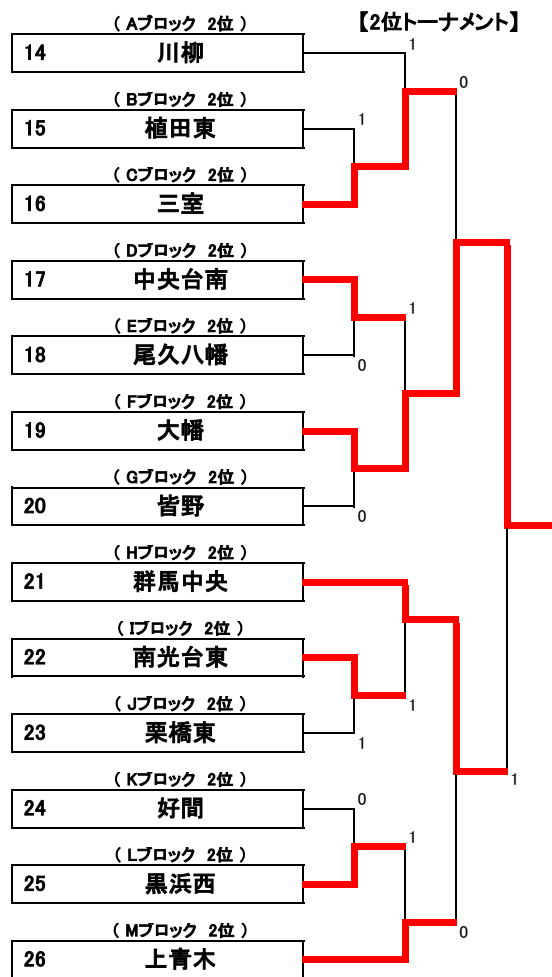 【2位トーナメント】
( Aブロック 2位 )
14 川柳
1
0
( Bブロック 2位 )
15 植田東
1
( Cブロック 2位 )
16 三室
( Dブロック 2位 )
17 中央台南
1
( Eブロック 2位 )
18 尾久八幡
0
( Fブロック 2位 )
19 大幡
( Gブロック 2位 )
20 皆野
0
( Hブロック 2位 )
21 群馬中央
( Iブロック 2位 )
22 南光台東
1
( Jブロック 2位 )
23 栗橋東
1
1
( Kブロック 2位 )
24 好間
0
1
( Lブロック 2位 )
25 黒浜西
( Mブロック 2位 )
26 上青木
0